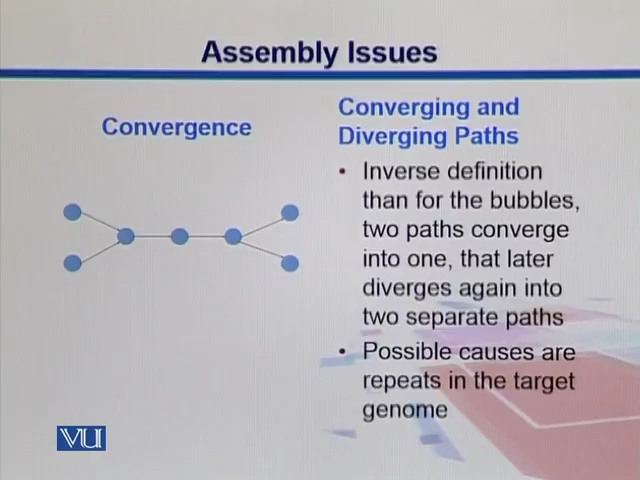 Assembly Issues
Convergence
Converging and
Diverging Paths
• Inverse definition
than for the bubbles,
two paths converge
into one, that later
diverges again into
two separate paths
• Possible causes are
repeats in the target
genome
VU